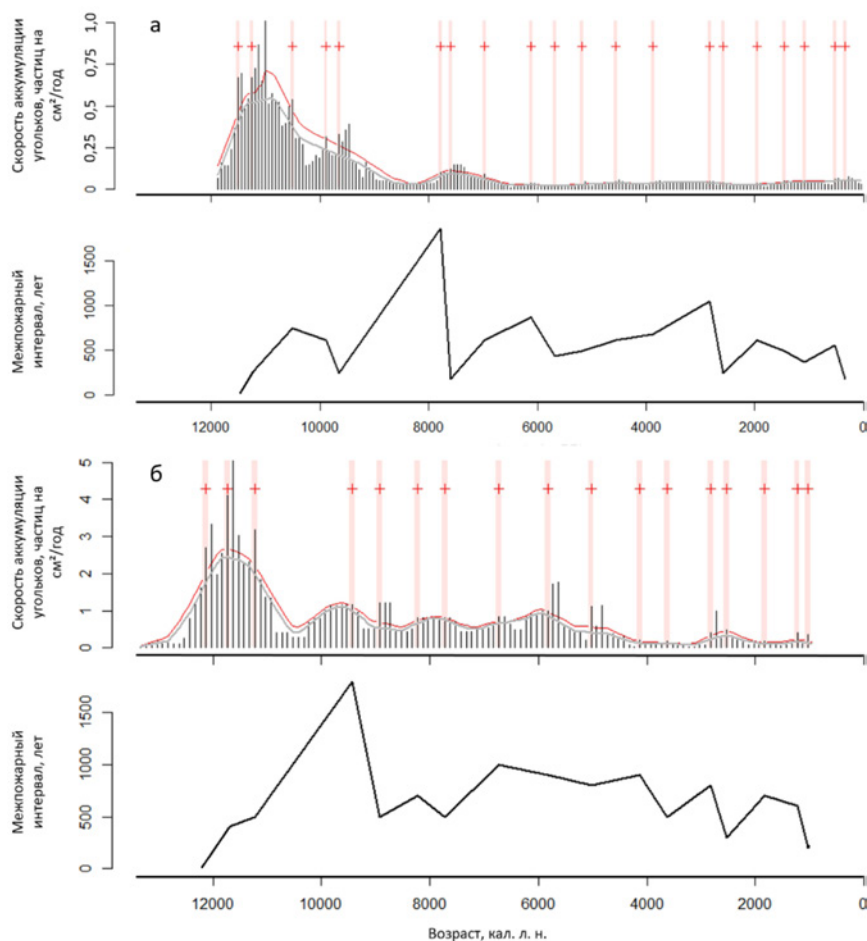 а
Скорость аккумуляции
угольков, частиц на
см²/год
1,0
0,75
0,5
0,25
0
Межпожарный
интервал, лет
1500
1000
500
0
12000 10000 8000 6000 4000 2000 0
б
Скорость аккумуляции
угольков, частиц на
см²/год
5
4
3
2
1
0
Межпожарный
интервал, лет
1500
1000
500
0
12000 10000 8000 6000 4000 2000 0
Возраст, кал. л. н.